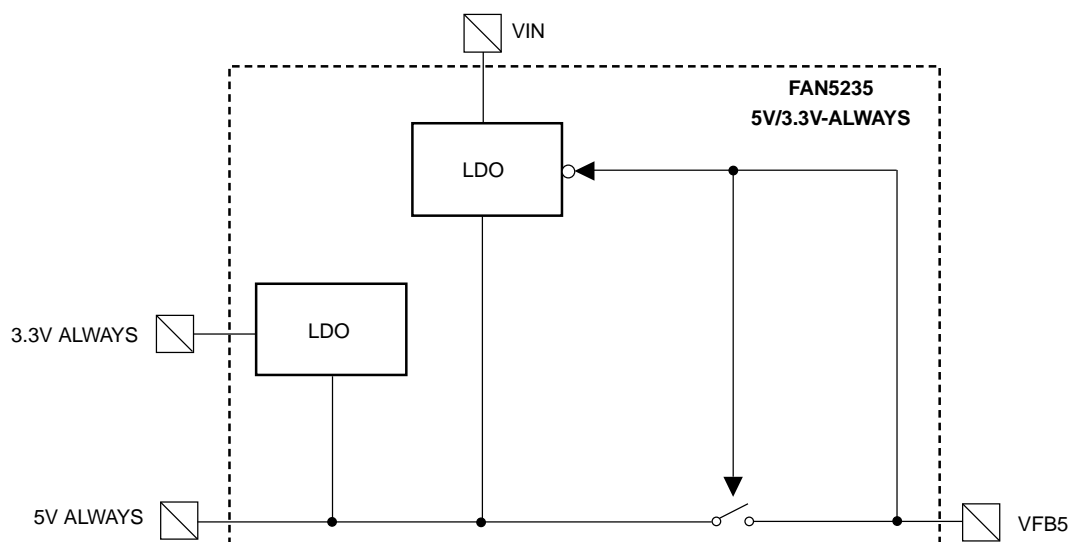 VIN
FAN5235
5V/3.3V-ALWAYS
LDO
LDO
3.3V ALWAYS
5V ALWAYS
VFB5